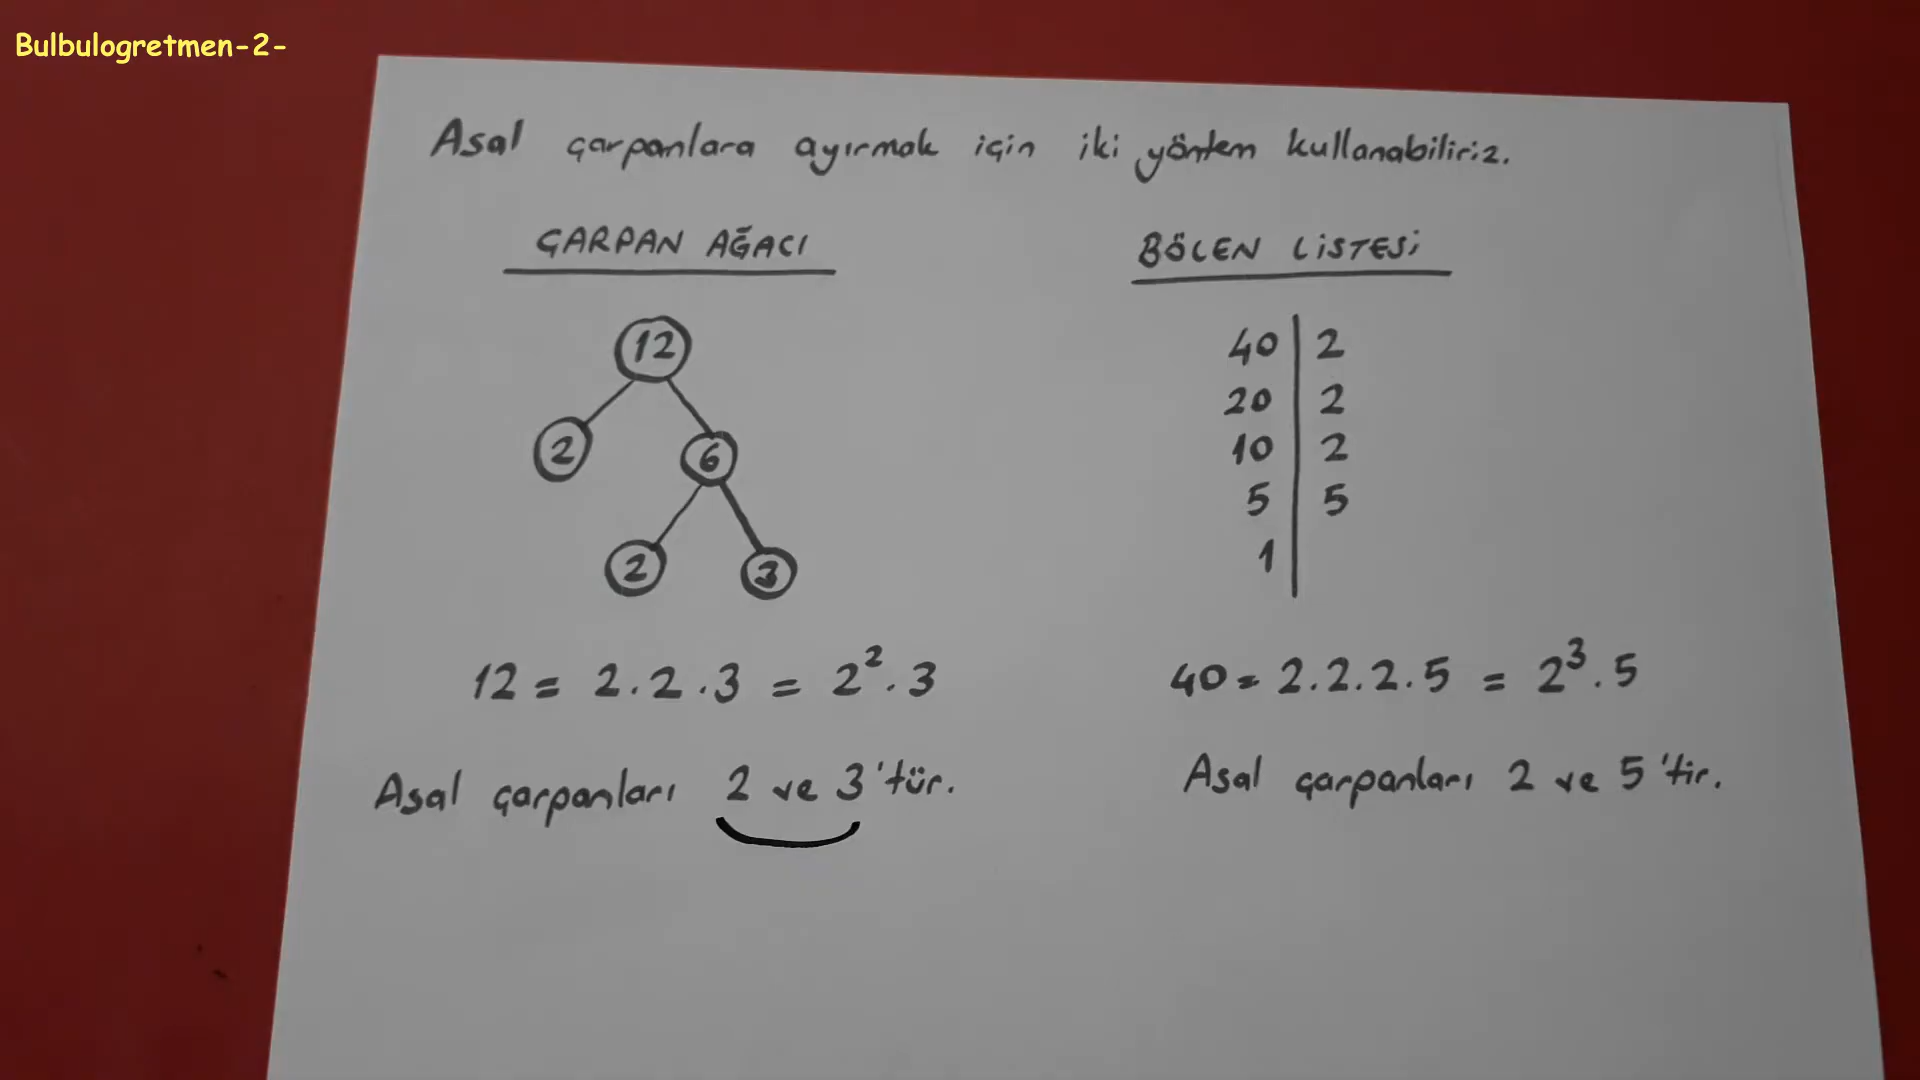 Bulbulogretmen-2-
Asal çarpanlara ayırmak için iki yöntem kullanabiliriz.
ÇARPAN AĞACI
12
2 6
2 3
12 = 2.2.3 = 2².3
Asal çarpanları 2 ve 3'tür.
BÖLEN LİSTESİ
40 | 2
20 | 2
10 | 2
5 | 5
1 |
40 = 2.2.2.5 = 2³.5
Asal çarpanları 2 ve 5'tir.